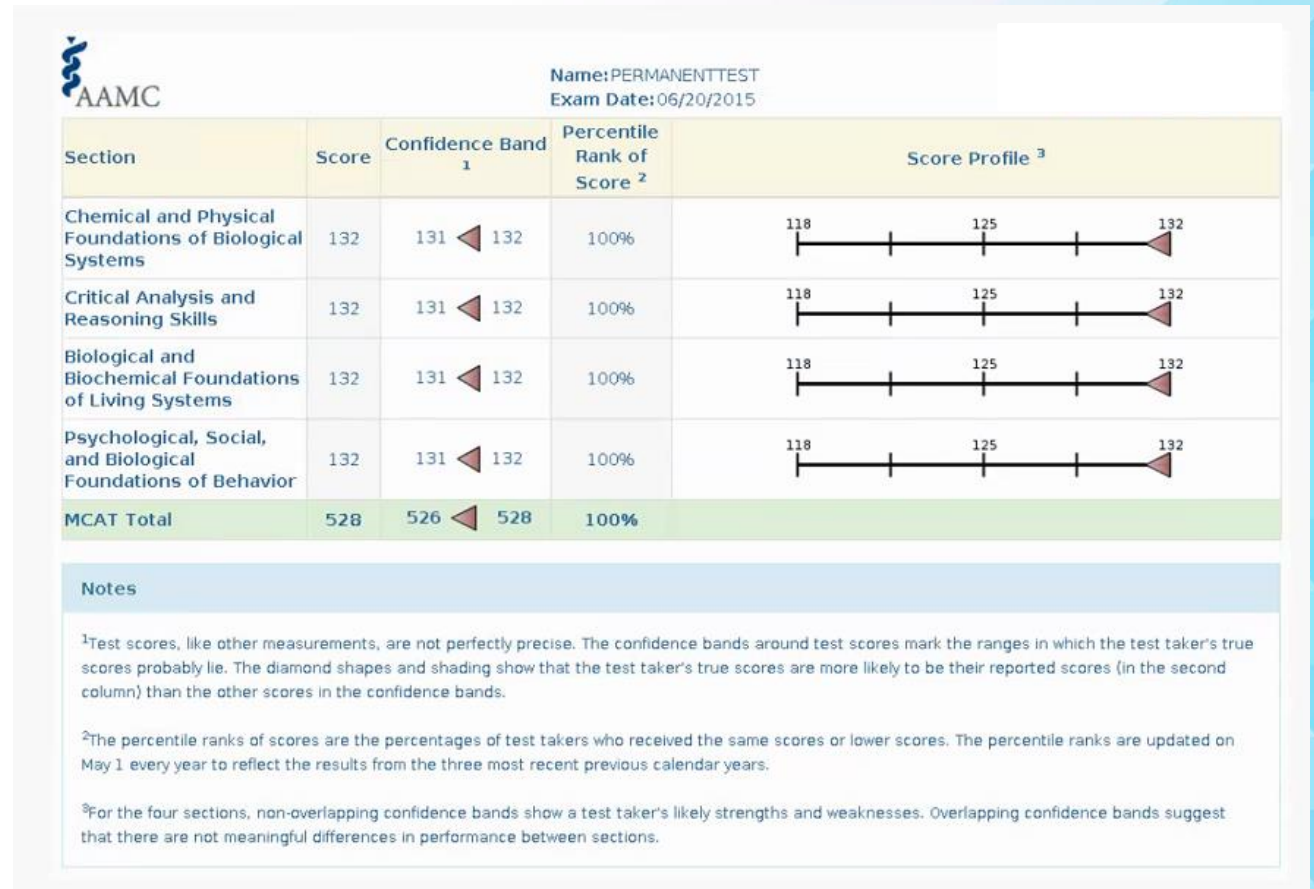 AAMC
Name:PERMANENTTEST
Exam Date:06/20/2015
Section Score Confidence Band 1 Percentile Rank of Score 2 Score Profile 3
Chemical and Physical
Foundations of Biological
Systems
132 131 132 100% 118 125 132
Critical Analysis and
Reasoning Skills
132 131 132 100% 118 125 132
Biological and
Biochemical Foundations
of Living Systems
132 131 132 100% 118 125 132
Psychological, Social,
and Biological
Foundations of Behavior
132 131 132 100% 118 125 132
MCAT Total 528 526 528 100%
Notes
1Test scores, like other measurements, are not perfectly precise. The confidence bands around test scores mark the ranges in which the test taker's true
scores probably lie. The diamond shapes and shading show that the test taker's true scores are more likely to be their reported scores (in the second
column) than the other scores in the confidence bands.
2The percentile ranks of scores are the percentages of test takers who received the same scores or lower scores. The percentile ranks are updated on
May 1 every year to reflect the results from the three most recent previous calendar years.
3For the four sections, non-overlapping confidence bands show a test taker's likely strengths and weaknesses. Overlapping confidence bands suggest
that there are not meaningful differences in performance between sections.